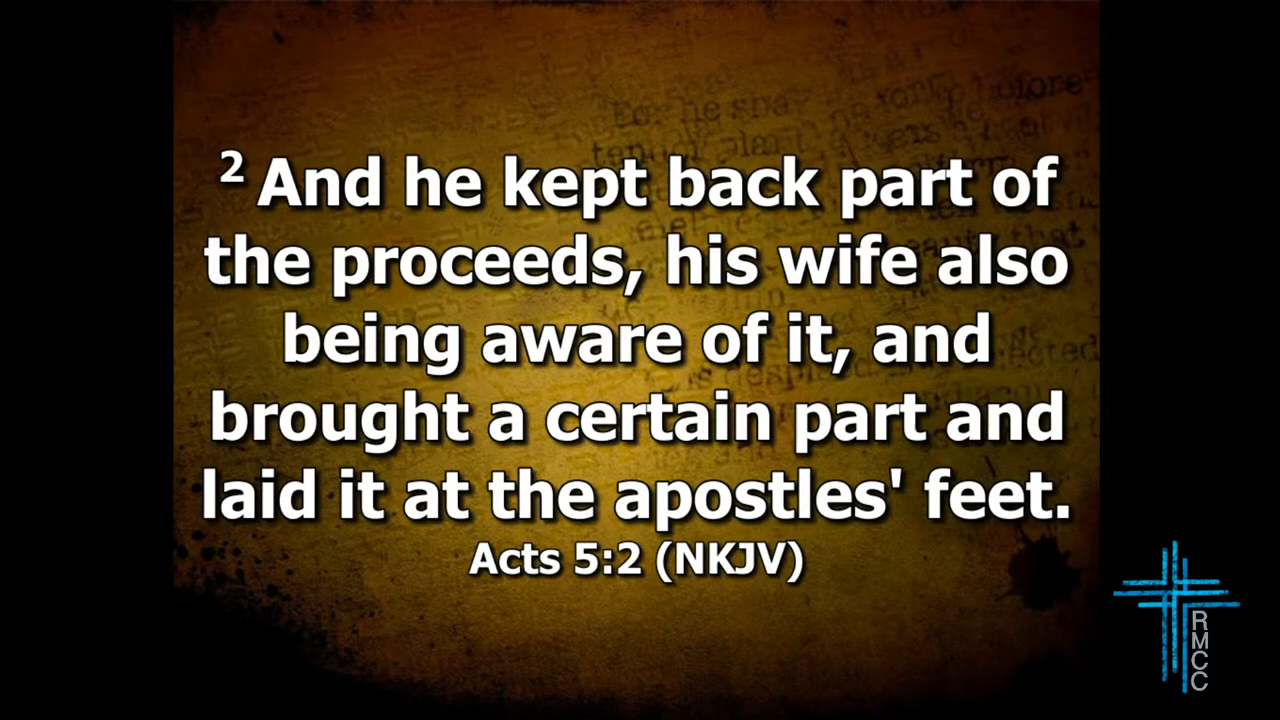 2 And he kept back part of
the proceeds, his wife also
being aware of it, and
brought a certain part and
laid it at the apostles' feet.
Acts 5:2 (NKJV)
RMCC